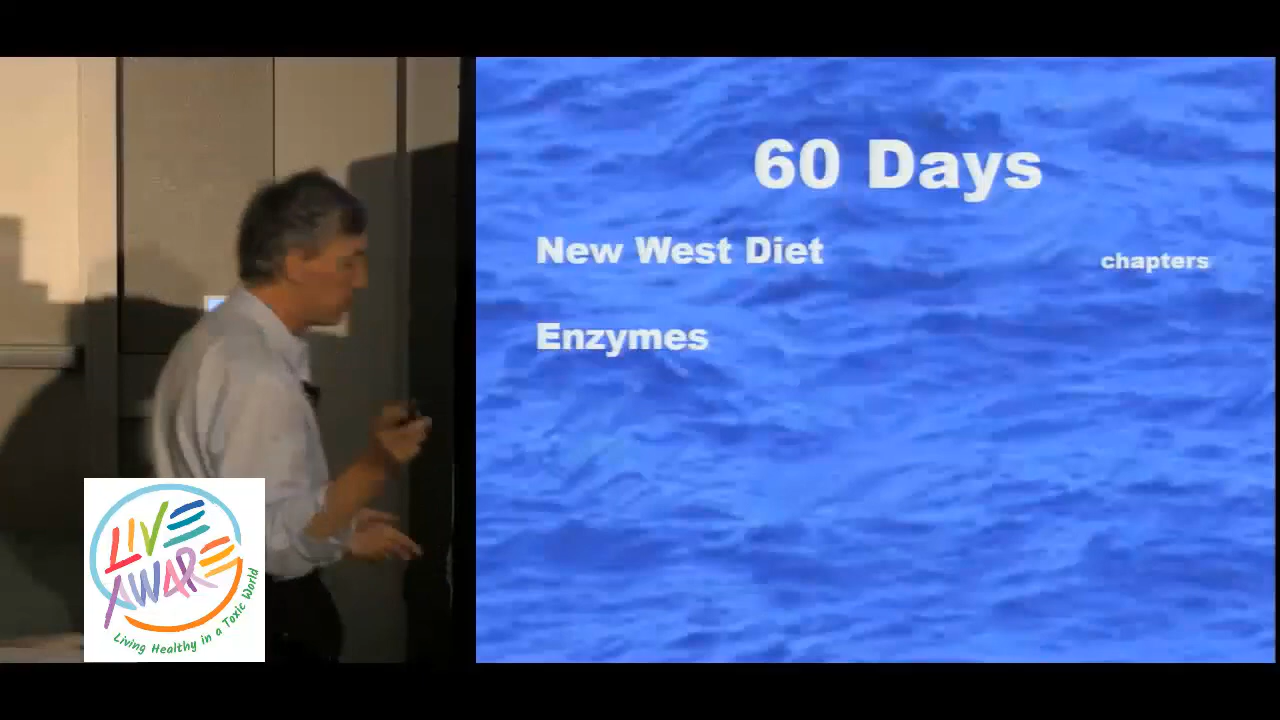 60 Days
New West Diet
chapters
Enzymes
LIVE
AWARE
Living Healthy in a Toxic World